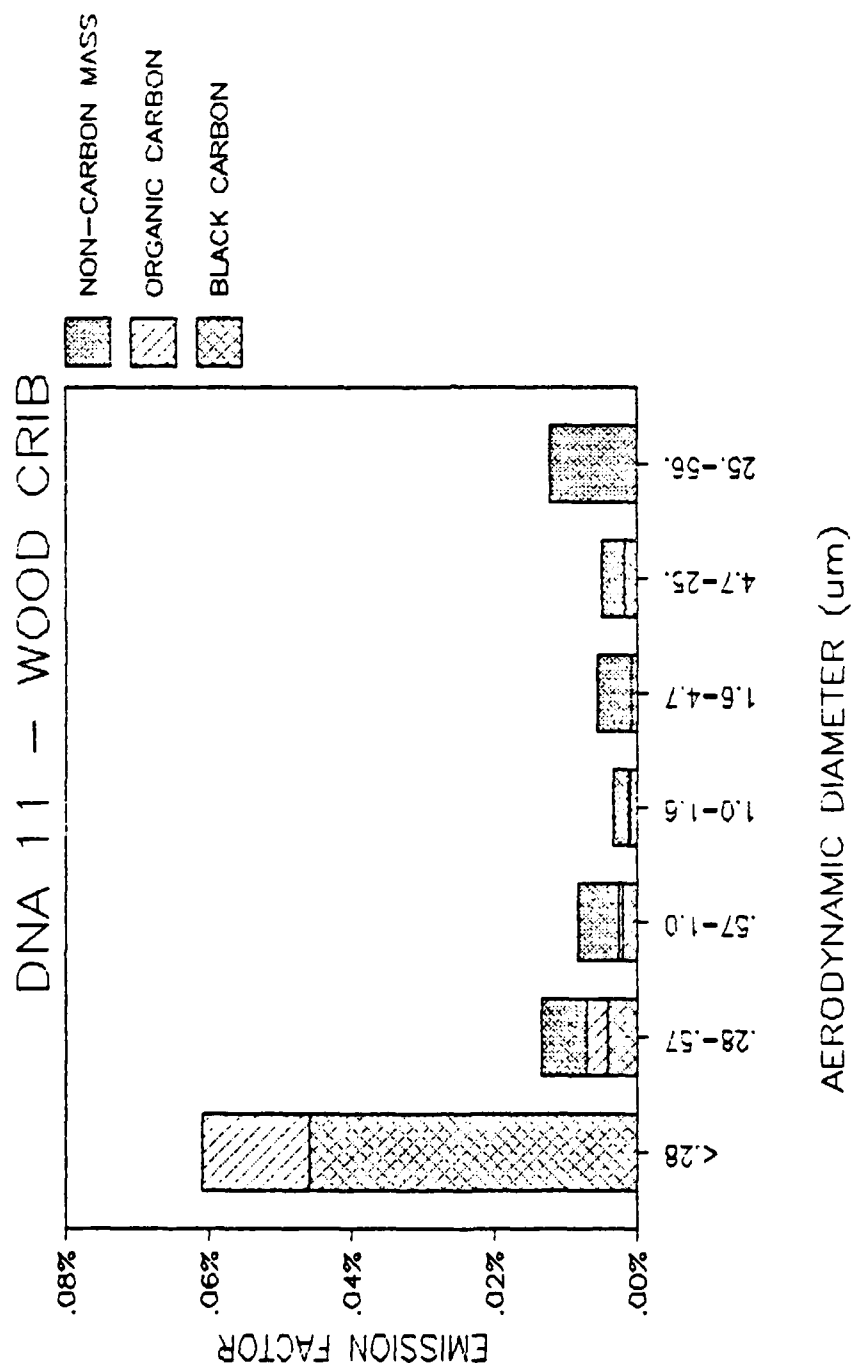 DNA 11 - WOOD CRIB
NON-CARBON MASS
ORGANIC CARBON
BLACK CARBON
EMISSION FACTOR
.08%
.06%
.04%
.02%
.00%
<.28
.28-.57
.57-1.0
1.0-1.6
1.6-4.7
4.7-25.
25.-56.
AERODYNAMIC DIAMETER (um)